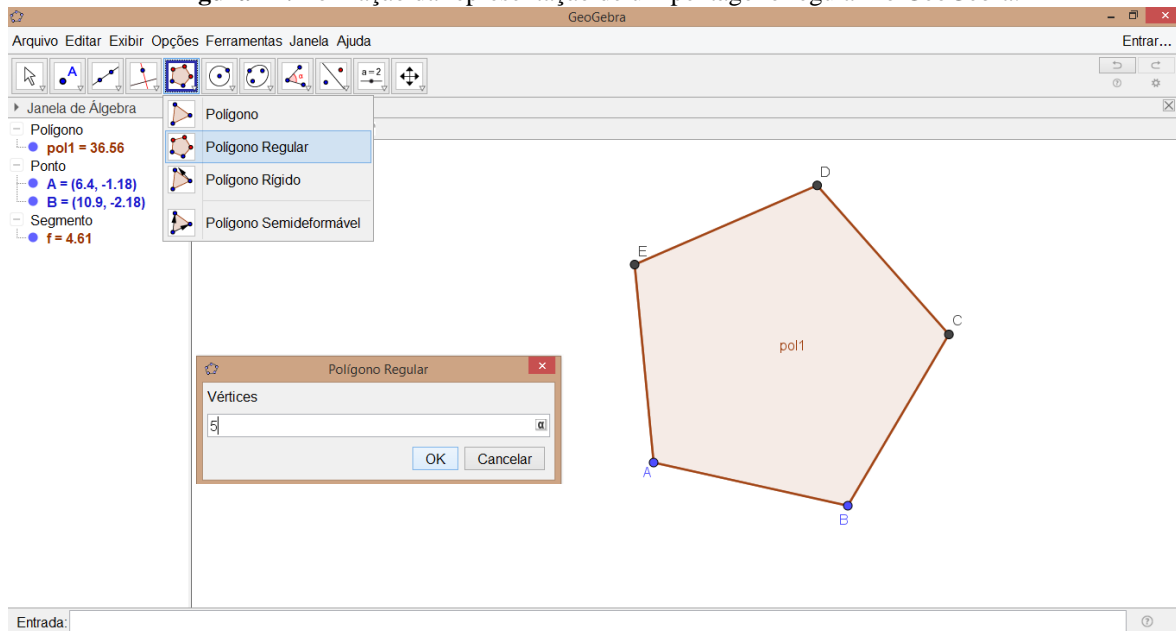 GeoGebra
Arquivo Editar Exibir Opções Ferramentas Janela Ajuda
Entrar...
A
α
a=2
Janela de Álgebra
Polígono
pol1 = 36.56
Ponto
A = (6.4, -1.18)
B = (10.9, -2.18)
Segmento
f = 4.61
Polígono
Polígono Regular
Polígono Rígido
Polígono Semideformável
D
E
C
pol1
A
B
Polígono Regular
Vértices
5
α
OK Cancelar
Entrada: